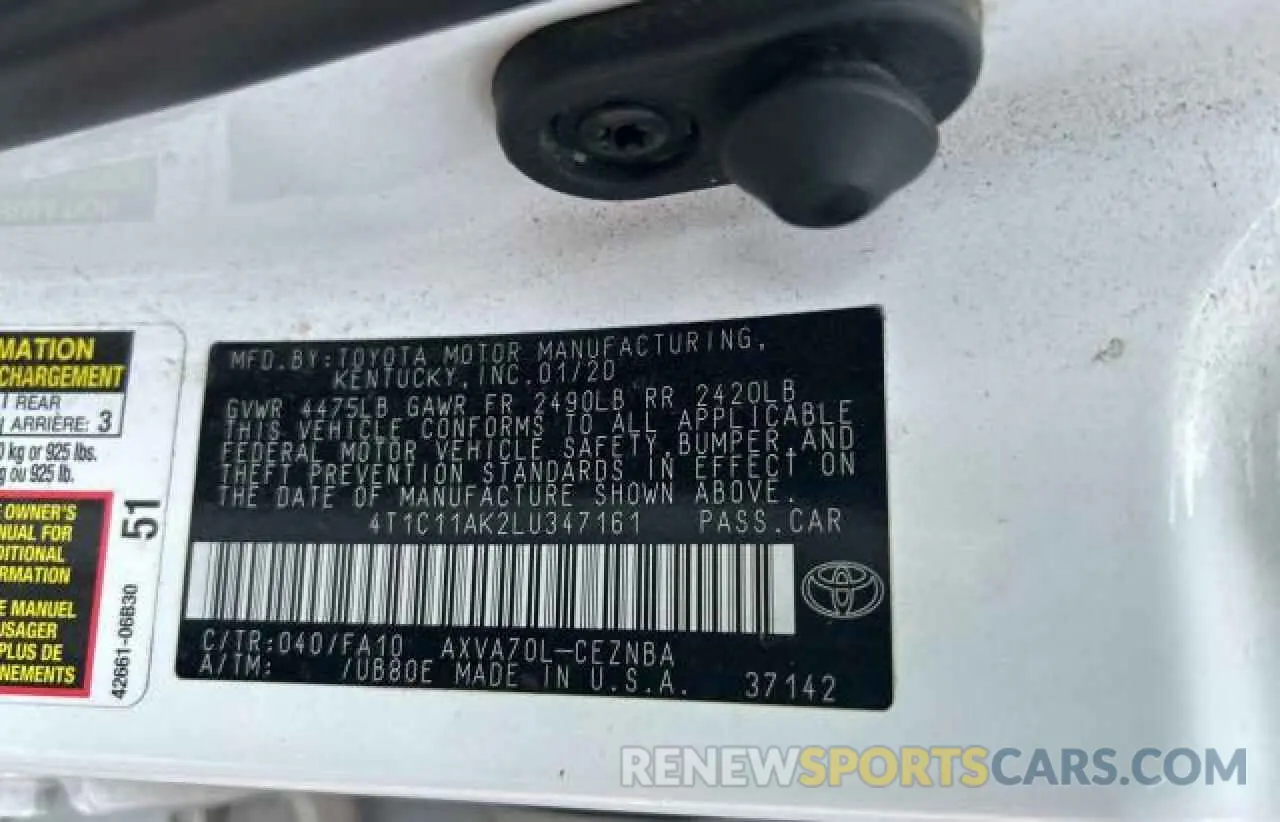 MATION
CHARGEMENT
REAR
ARRIÈRE: 3
0 kg or 925 lbs.
kg ou 925 lb.
OWNER'S
NUAL FOR
DITIONAL
RMATION
E MANUEL
USAGER
PLUS DE
NEMENTS
51
42661-06B30
MFD.BY:TOYOTA MOTOR MANUFACTURING,
KENTUCKY,INC.01/20
GVWR 4475LB GAWR FR 2490LB RR 2420LB
THIS VEHICLE CONFORMS TO ALL APPLICABLE
FEDERAL MOTOR VEHICLE SAFETY,BUMPER,AND
THEFT PREVENTION STANDARDS IN EFFECT ON
THE DATE OF MANUFACTURE SHOWN ABOVE.
4T1C11AK2LU347161 PASS.CAR
C/TR:040/FA10 AXVA70L-CEZNBA
A/TM: /UB80E MADE IN U.S.A. 37142
RENEWSPORTSCARS.COM